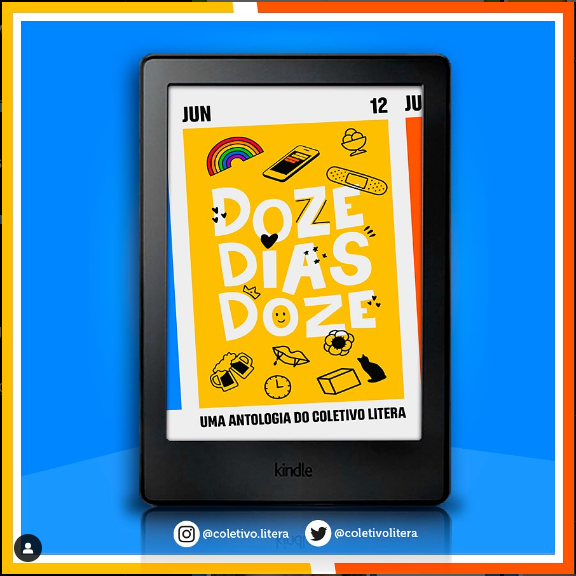 JUN 12 JU
DOZE
DIAS
DOZE
UMA ANTOLOGIA DO COLETIVO LITERA
kindle
@coletivo.litera @coletivolitera